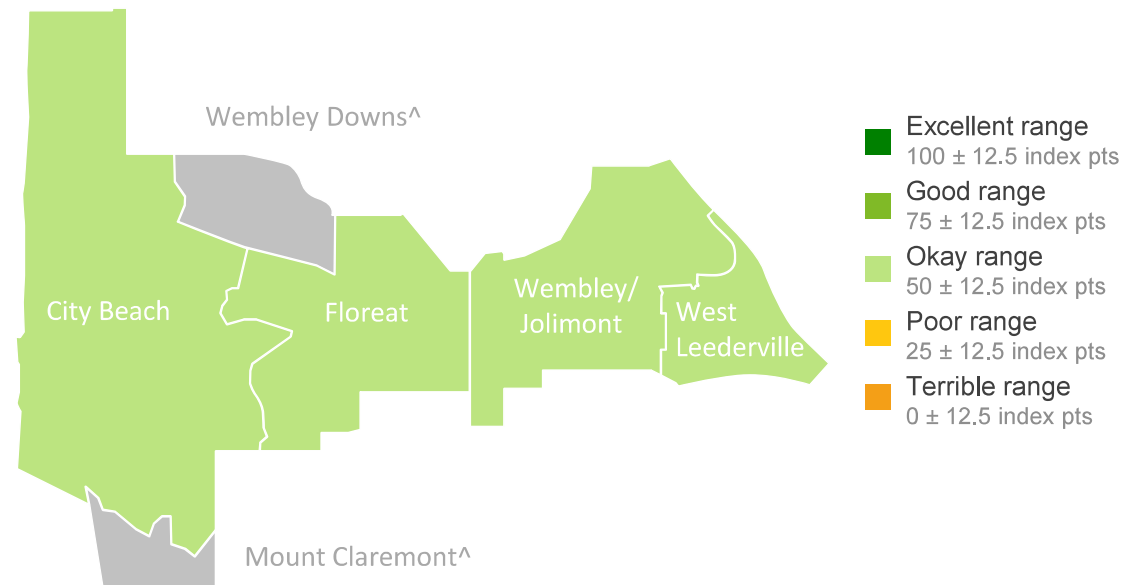 Wembley Downs^
City Beach
Floreat
Wembley/
Jolimont
West
Leederville
Mount Claremont^
Excellent range
100 ± 12.5 index pts
Good range
75 ± 12.5 index pts
Okay range
50 ± 12.5 index pts
Poor range
25 ± 12.5 index pts
Terrible range
0 ± 12.5 index pts